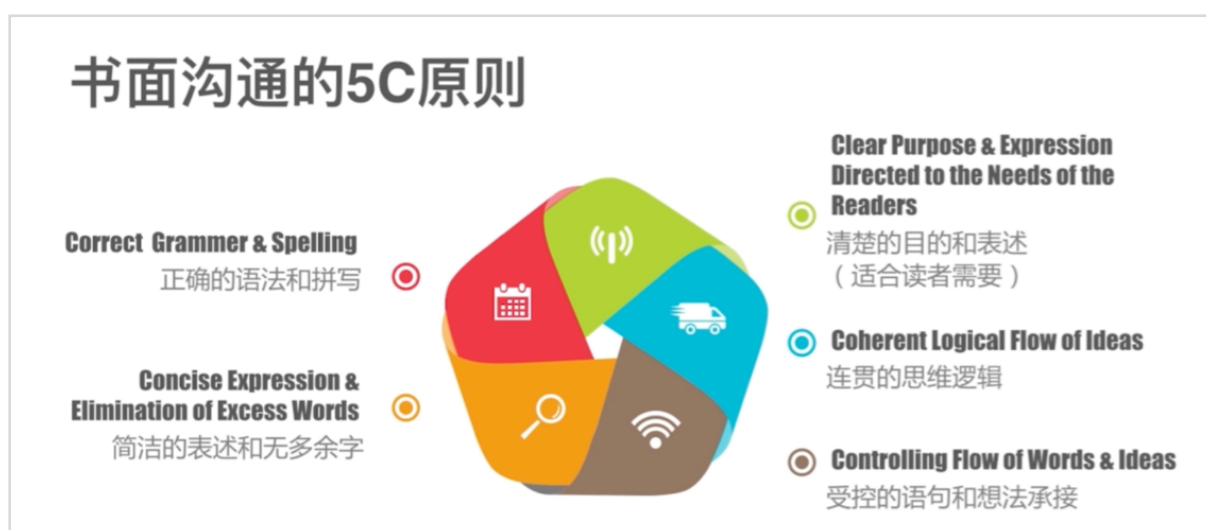 书面沟通的5C原则
Clear Purpose & Expression
Directed to the Needs of the
Readers
清楚的目的和表述
（适合读者需要）
Correct Grammer & Spelling
正确的语法和拼写
Coherent Logical Flow of Ideas
连贯的思维逻辑
Concise Expression &
Elimination of Excess Words
简洁的表述和无多余字
Controlling Flow of Words & Ideas
受控的语句和想法承接